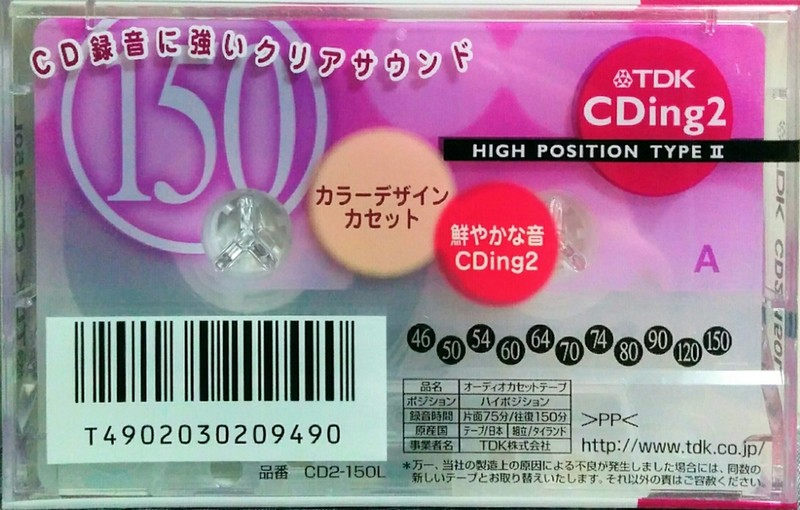 CD録音に強いクリアサウンド
150
TDK
CDing2
HIGH POSITION TYPE II
カラーデザイン
カセット
鮮やかな音
CDing2
A
46 50 54 60 64 70 74 80 90 120 150
T4902030209490
品番 CD2-150L
品名 オーディオカセットテープ
ポジション ハイポジション
録音時間 片面75分/往復150分
原産国 テープ/日本 組立/タイランド
事業者名 TDK株式会社
>PP<
http://www.tdk.co.jp/
*万一、当社の製造上の原因による不良が発生しました場合には、同数の
新しいテープとお取り替えいたします。それ以外の責はご容赦ください。
TDK CD2-150L
TDK CD2-150L